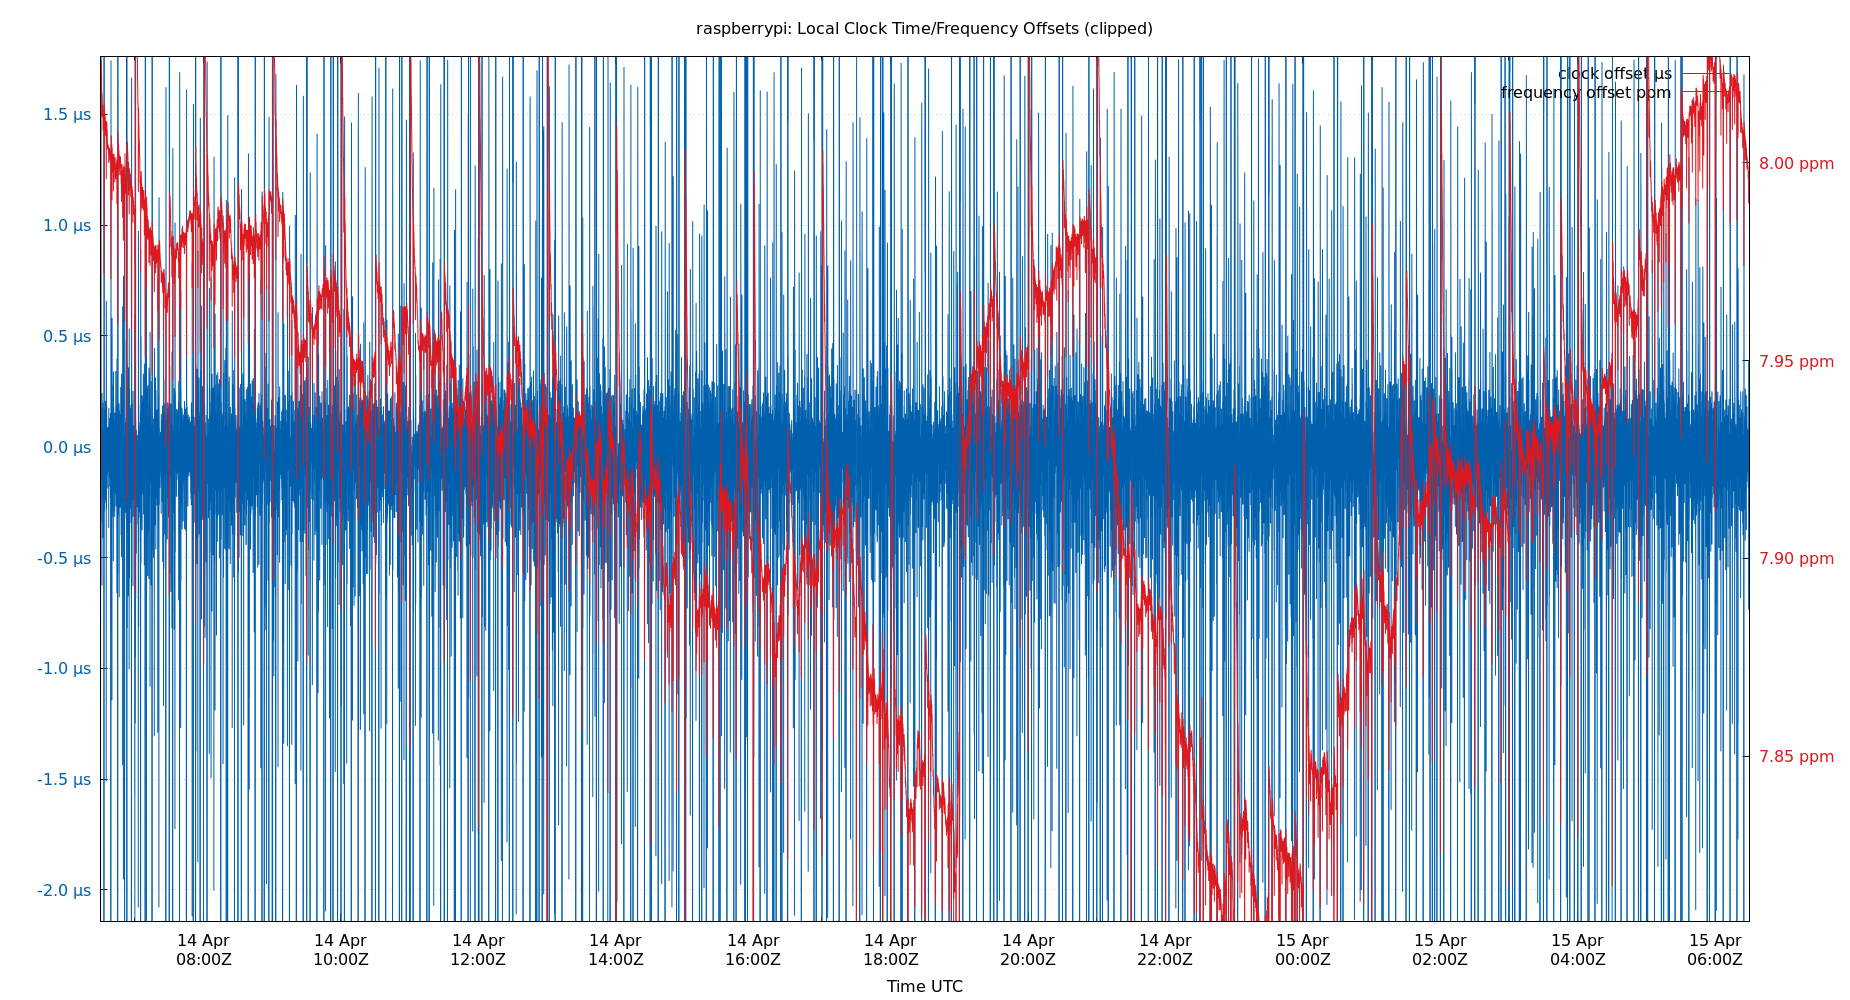 raspberrypi: Local Clock Time/Frequency Offsets (clipped)
clock offset µs
frequency offset ppm
1.5 µs
1.0 µs
0.5 µs
0.0 µs
-0.5 µs
-1.0 µs
-1.5 µs
-2.0 µs
8.00 ppm
7.95 ppm
7.90 ppm
7.85 ppm
14 Apr 14 Apr 14 Apr 14 Apr 14 Apr 14 Apr 14 Apr 14 Apr 15 Apr 15 Apr 15 Apr 15 Apr
08:00Z 10:00Z 12:00Z 14:00Z 16:00Z 18:00Z 20:00Z 22:00Z 00:00Z 02:00Z 04:00Z 06:00Z
Time UTC